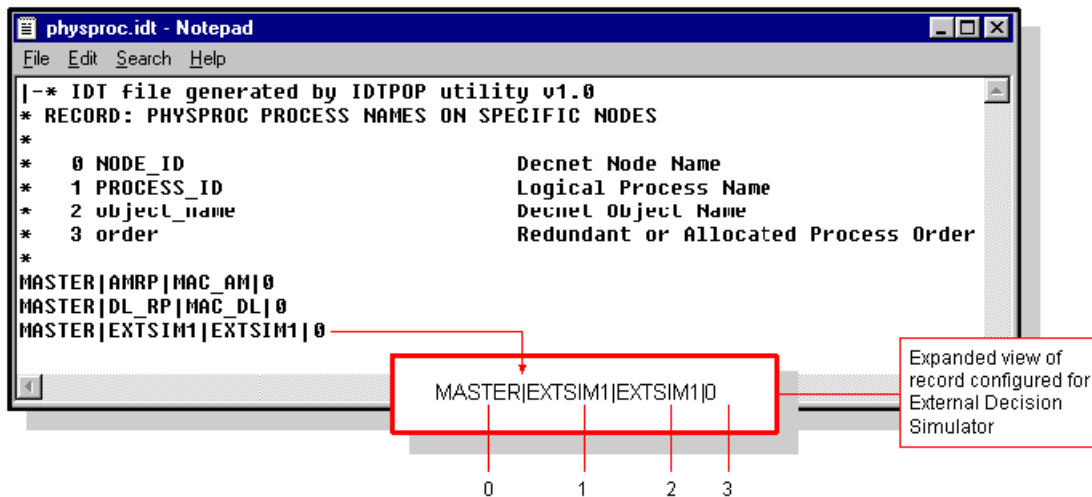 physproc.idt - Notepad
File Edit Search Help
|-* IDT file generated by IDTPOP utility v1.0
* RECORD: PHYSPROC PROCESS NAMES ON SPECIFIC NODES
*
* 0 NODE_ID Decnet Node Name
* 1 PROCESS_ID Logical Process Name
* 2 object_name Decnet Object Name
* 3 order Redundant or Allocated Process Order
*
MASTER|AMRP|MAC_AM|0
MASTER|DL_RP|MAC_DL|0
MASTER|EXTSIM1|EXTSIM1|0
MASTER|EXTSIM1|EXTSIM1|0
0 1 2 3
Expanded view of
record configured for
External Decision
Simulator